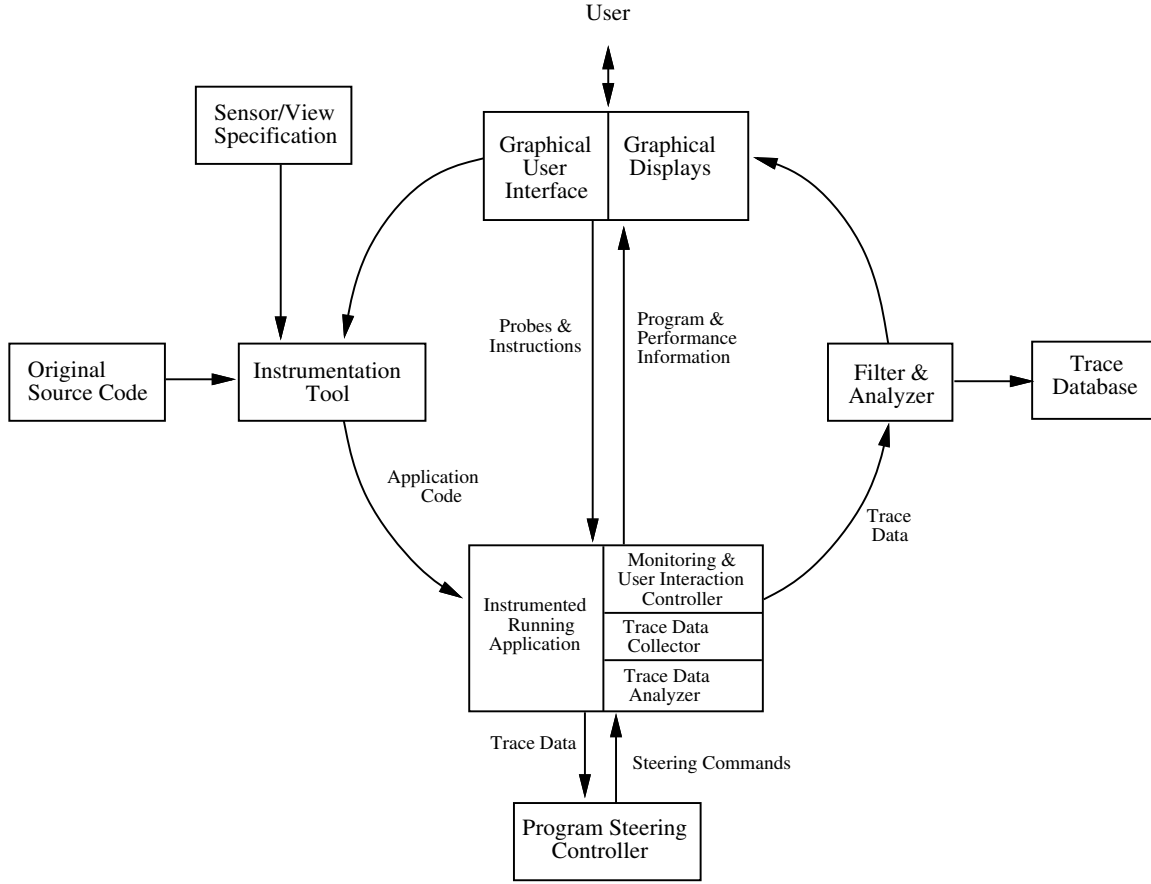 User
Sensor/View
Specification
Graphical
User
Interface
Graphical
Displays
Probes &
Instructions
Program &
Performance
Information
Original
Source Code
Instrumentation
Tool
Filter &
Analyzer
Trace
Database
Application
Code
Trace
Data
Instrumented
Running
Application
Monitoring &
User Interaction
Controller
Trace Data
Collector
Trace Data
Analyzer
Trace Data
Steering Commands
Program Steering
Controller